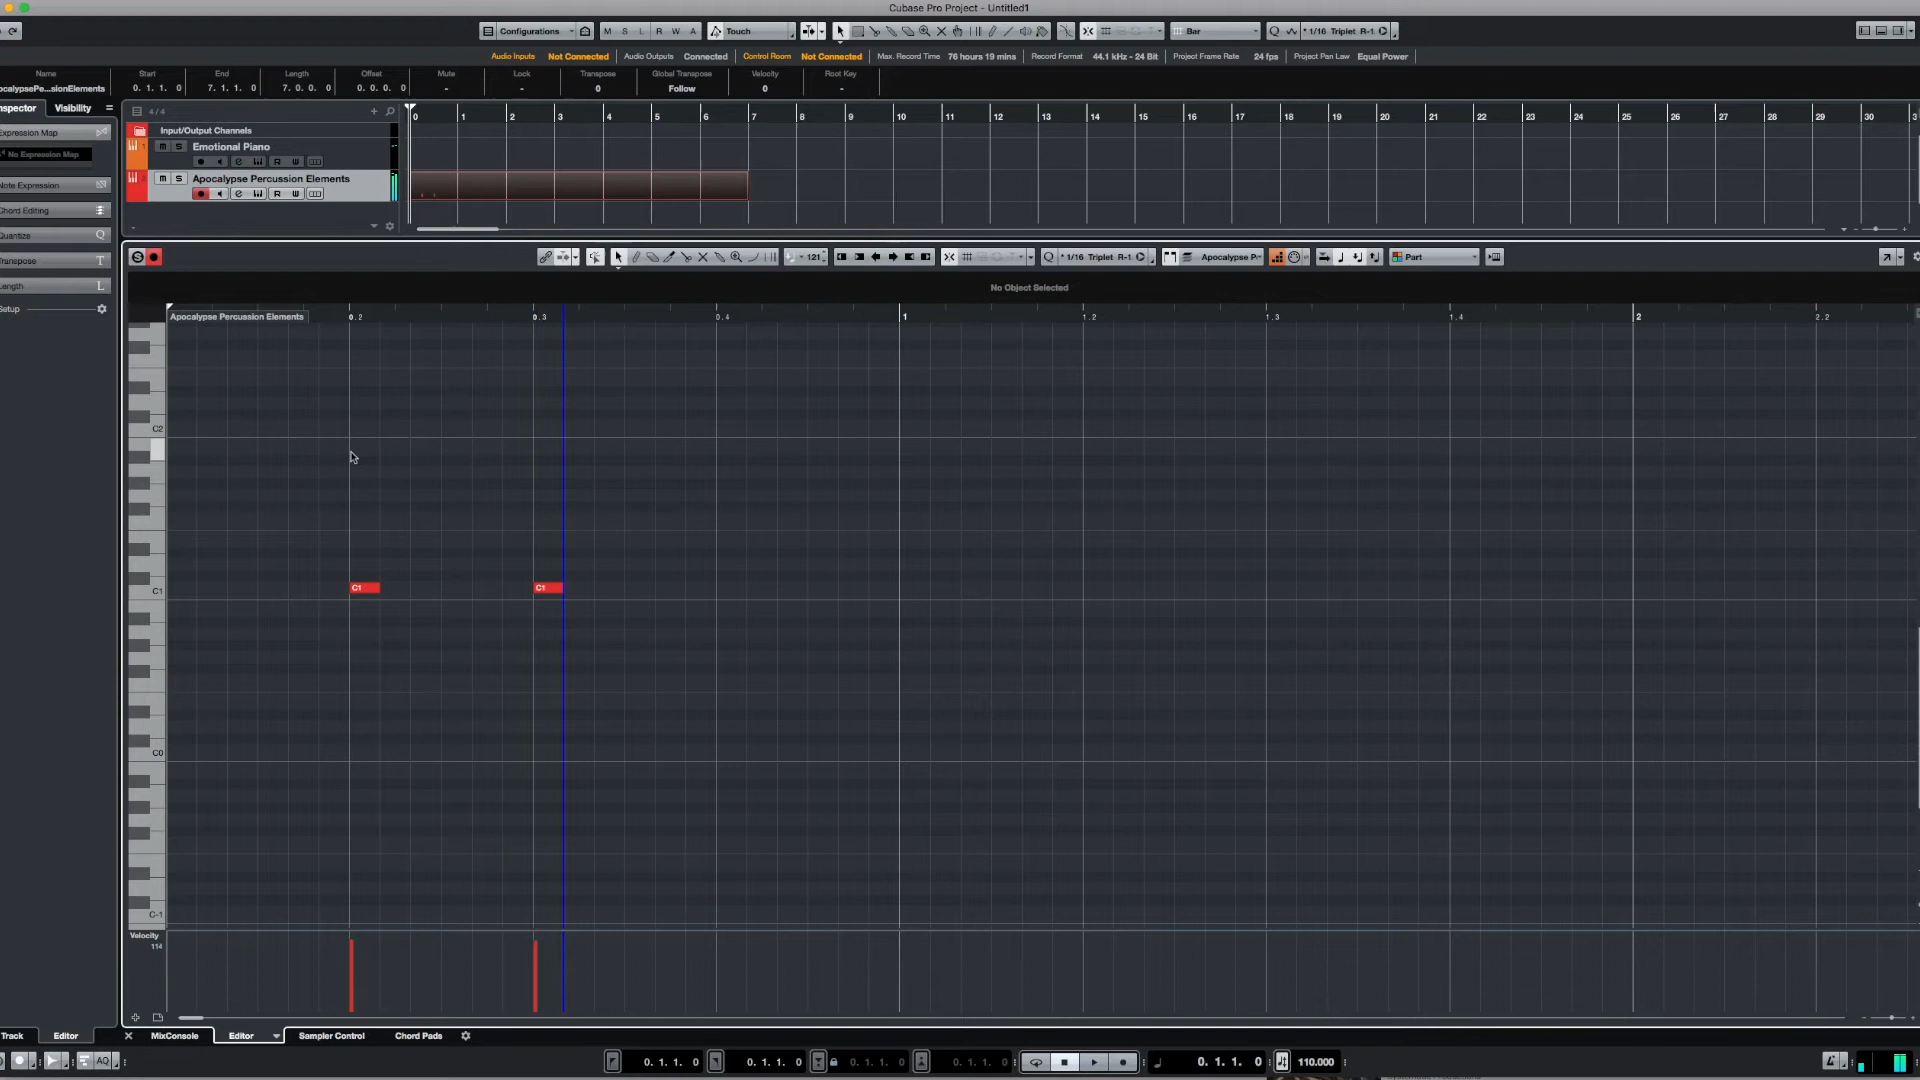 Cubase Pro Project - Untitled1
Configurations M S L R W A Touch Bar 1/16 Triplet R-1
Audio Inputs Not Connected Audio Outputs Connected Control Room Not Connected Max. Record Time 76 hours 19 mins Record Format 44.1 kHz - 24 Bit Project Frame Rate 24 fps Project Pan Law Equal Power
Name Start End Length Offset Mute Lock Transpose Global Transpose Velocity Root Key
ocalypsePe...sionElements 0. 1. 1. 0 7. 1. 1. 0 7. 0. 0. 0 0. 0. 0. 0 - - 0 Follow 0 -
nspector Visibility 4/4
0 1 2 3 4 5 6 7 8 9 10 11 12 13 14 15 16 17 18 19 20 21 22 23 24 25 26 27 28 29 30 3
Input/Output Channels
Expression Map
1 m S Emotional Piano
No Expression Map
R W
m S Apocalypse Percussion Elements
Note Expression
R W
Chord Editing
Quantize Q
S 121 Q 1/16 Triplet R-1 Apocalypse P Part
Transpose T
Length L
No Object Selected
Setup
Apocalypse Percussion Elements 0.2 0.3 0.4 1 1.2 1.3 1.4 2 2.2
C2
C1 C1 C1
C0
C-1
Velocity
114
Track Editor MixConsole Editor Sampler Control Chord Pads
AQ 0. 1. 1. 0 0. 1. 1. 0 0. 1. 1. 0 0. 1. 1. 0 0. 1. 1. 0 110.000